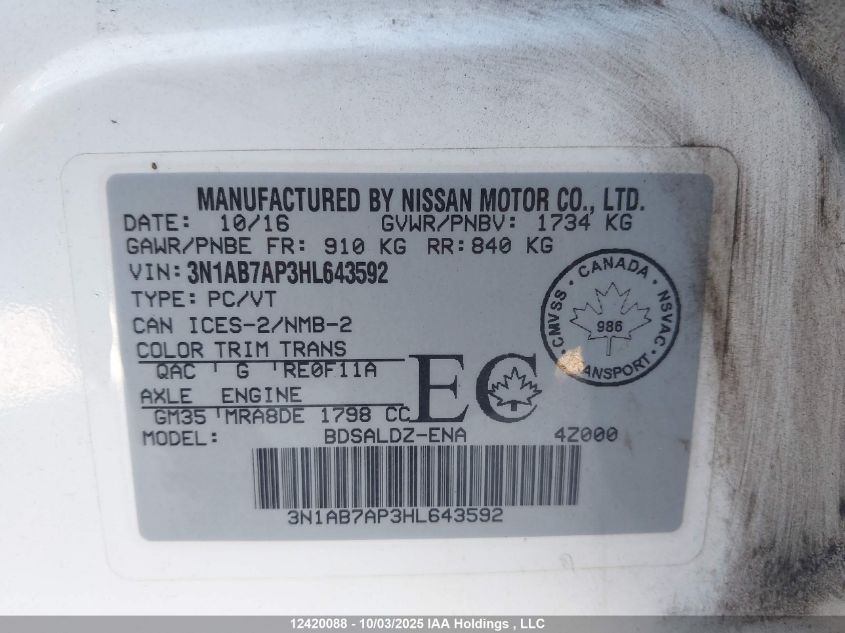 MANUFACTURED BY NISSAN MOTOR CO., LTD.
DATE: 10/16 GVWR/PNBV: 1734 KG
GAWR/PNBE FR: 910 KG RR: 840 KG
VIN: 3N1AB7AP3HL643592
TYPE: PC/VT
CAN ICES-2/NMB-2
COLOR TRIM TRANS
QAC G RE0F11A
AXLE ENGINE
GM35 MRA8DE 1798 CC
EC
MODEL: BDSALDZ-ENA 4Z000
3N1AB7AP3HL643592
CMVSS · CANADA · NSVAC
986
TRANSPORT
12420088 - 10/03/2025 IAA Holdings , LLC